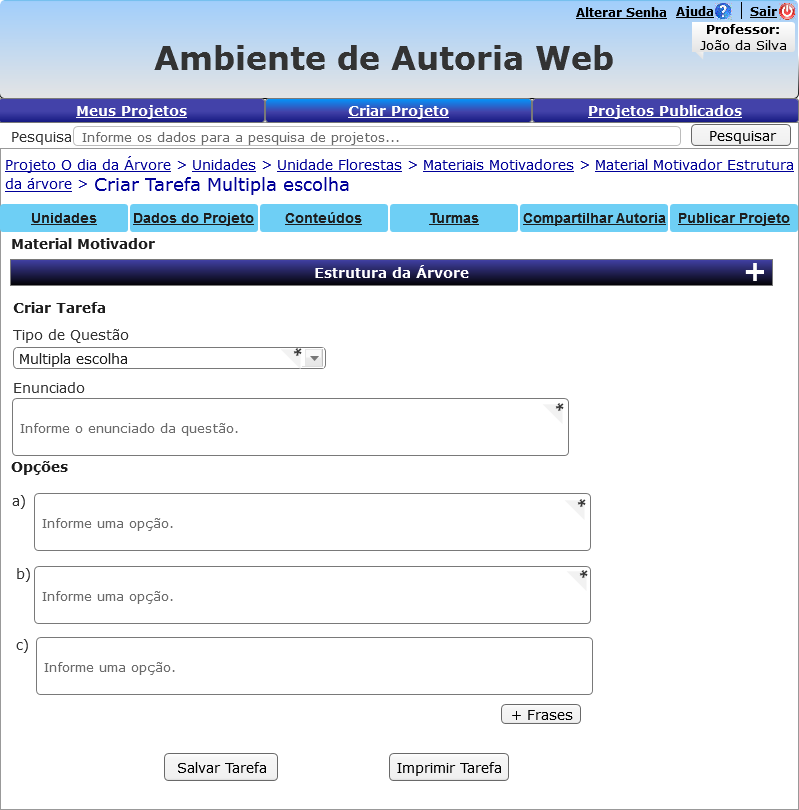 Alterar Senha Ajuda? Sair
Professor:
João da Silva
Ambiente de Autoria Web
Meus Projetos Criar Projeto Projetos Publicados
Pesquisa Informe os dados para a pesquisa de projetos... Pesquisar
Projeto O dia da Árvore > Unidades > Unidade Florestas > Materiais Motivadores > Material Motivador Estrutura
da árvore > Criar Tarefa Multipla escolha
Unidades Dados do Projeto Conteúdos Turmas Compartilhar Autoria Publicar Projeto
Material Motivador
Estrutura da Árvore +
Criar Tarefa
Tipo de Questão
Multipla escolha *
Enunciado
*
Informe o enunciado da questão.
Opções
a) *
Informe uma opção.
b) *
Informe uma opção.
c)
Informe uma opção.
+ Frases
Salvar Tarefa Imprimir Tarefa